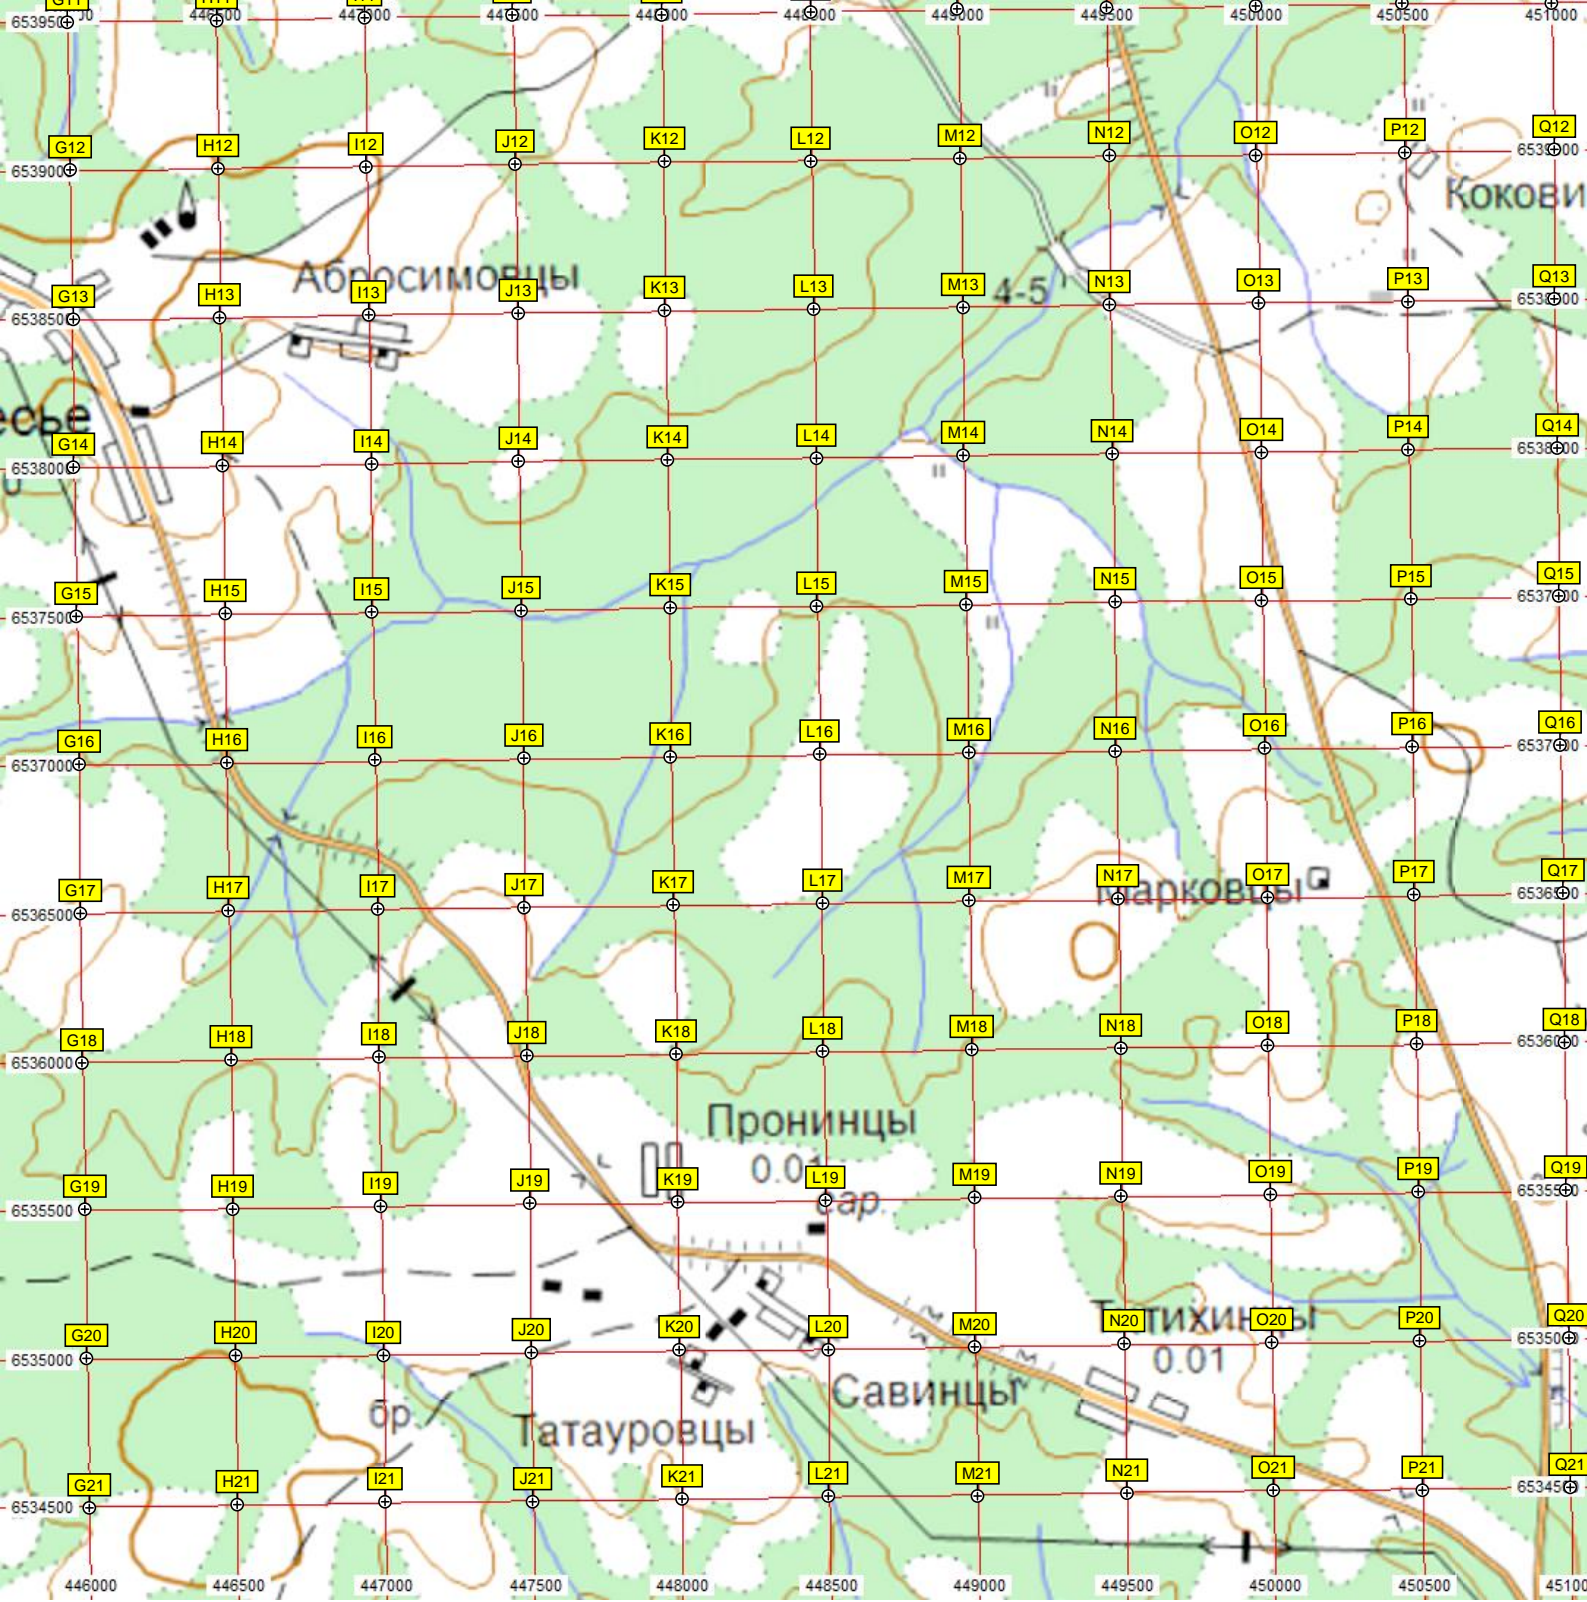 446500 447000 449000 449500 450000 450500 451000
6539500
G12 H12 I12 J12 K12 L12 M12 N12 O12 P12 Q12
6539000
Кокови
Абросимовцы
4-5
G13 H13 I13 J13 K13 L13 M13 N13 O13 P13 Q13
6538500
есье
G14 H14 I14 J14 K14 L14 M14 N14 O14 P14 Q14
6538000
G15 H15 I15 J15 K15 L15 M15 N15 O15 P15 Q15
6537500
G16 H16 I16 J16 K16 L16 M16 N16 O16 P16 Q16
6537000
Марковцы
G17 H17 I17 J17 K17 L17 M17 N17 O17 P17 Q17
6536500
G18 H18 I18 J18 K18 L18 M18 N18 O18 P18 Q18
6536000
Пронинцы
0.01
сар.
G19 H19 I19 J19 K19 L19 M19 N19 O19 P19 Q19
6535500
Татихинцы
0.01
G20 H20 I20 J20 K20 L20 M20 N20 O20 P20 Q20
6535000
Савинцы
бр
Татауровцы
G21 H21 I21 J21 K21 L21 M21 N21 O21 P21 Q21
6534500
446000 446500 447000 447500 448000 448500 449000 449500 450000 450500 4510